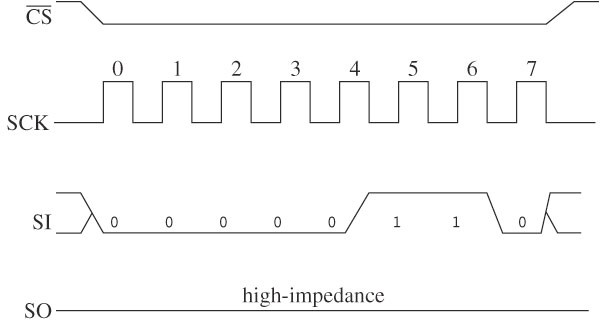 C̅S̅
0 1 2 3 4 5 6 7
SCK
SI 0 0 0 0 0 1 1 0
high-impedance
SO